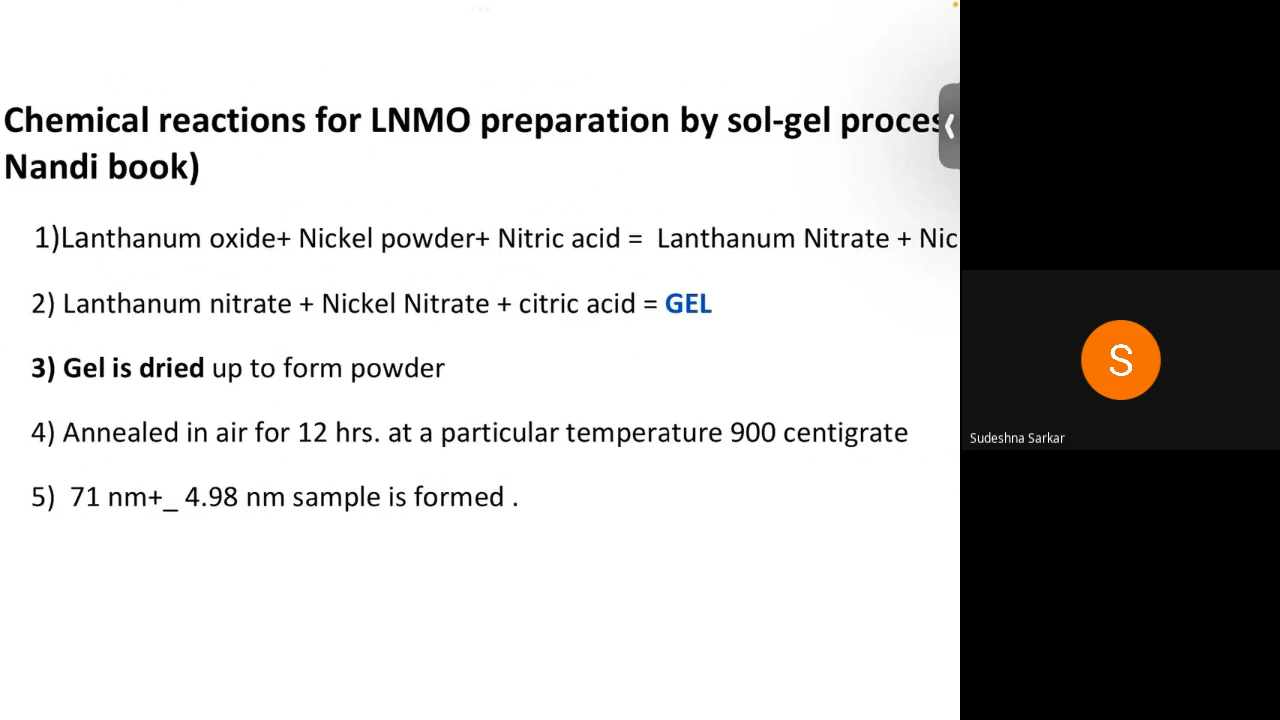 Chemical reactions for LNMO preparation by sol-gel
Nandi book)
1)Lanthanum oxide+ Nickel powder+ Nitric acid = Lanthanum Nitrate +
2) Lanthanum nitrate + Nickel Nitrate + citric acid = GEL
3) Gel is dried up to form powder
4) Annealed in air for 12 hrs. at a particular temperature 900 centigrate
5) 71 nm+_ 4.98 nm sample is formed .
S
Sudeshna Sarkar